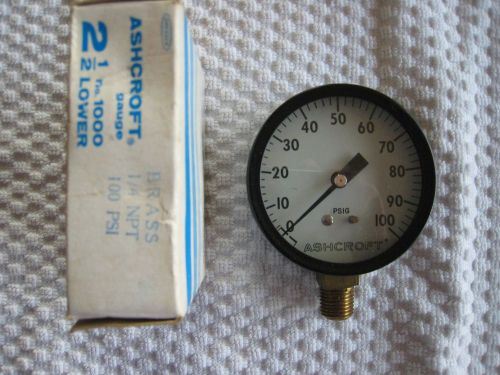 ASHCROFT®
gauge
2 1/2 no. 1000
LOWER
BRASS
1/4 NPT
100 PSI
0
10
20
30
40
50
60
70
80
90
100
PSIG
ASHCROFT®